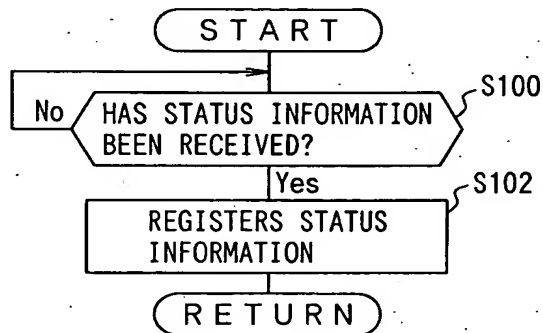 START
S100
No
HAS STATUS INFORMATION
BEEN RECEIVED?
Yes
S102
REGISTERS STATUS
INFORMATION
RETURN